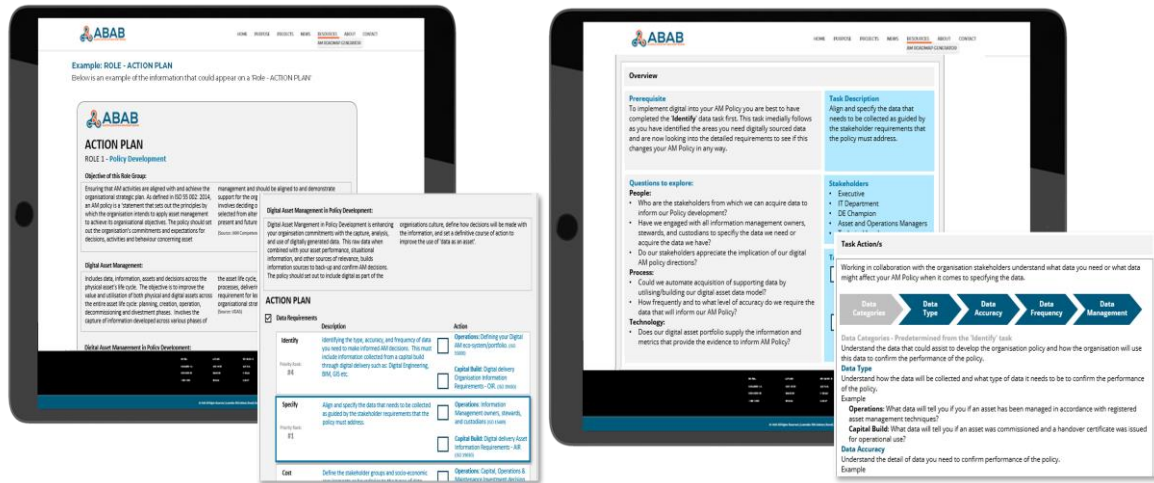 ABAB
HOME PURPOSE PRODUCTS NEWS RESOURCES ABOUT CONTACT
AM ROADMAP GENERATOR
Example: ROLE - ACTION PLAN
Below is an example of the information that could appear on a 'Role - ACTION PLAN'
ABAB
ACTION PLAN
ROLE 1 - Policy Development
Objective of this Role Group:
Ensuring that AM activities are aligned with and achieve the
organisational strategic plan. As defined in ISO 55 002: 2014,
an AM policy is a 'statement that sets out the principles by
which the organisation intends to apply asset management
to achieve its organisational objectives. The policy should set
out the organisation's commitments and expectations for
decisions, activities and behaviour concerning asset
management and should be aligned to and demonstrate
support for the org
involves deciding o
selected from alter
present and future
Digital Asset Management:
Includes data, information, assets and decisions across the
physical asset's life cycle. The objective is to improve the
value and utilisation of both physical and digital assets across
the entire asset life cycle: planning, creation, operation,
decommissioning and divestment phases. Involves the
capture of information developed across various phases of
the asset life cycle,
processes, deliveri
requirement for le
organisational strat
Digital Asset Management in Policy Development:
Digital Asset Management in Policy Development:
Digital Asset Management in Policy Development is enhancing
your organisation commitments with the capture, analysis,
and use of digitally generated data. This raw data when
combined with your asset performance, situational
information, and other sources of relevance, builds
information sources to back-up and confirm AM decisions.
The policy should set out to include digital as part of the
organisations culture, define how decisions will be made with
the information, and set a definitive course of action to
improve the use of 'data as an asset'.
ACTION PLAN
Data Requirements
Description
Action
Identify
Priority Rank:
#4
Identifying the type, accuracy, and frequency of data
you need to make informed AM decisions. This must
include information collected from a capital build
through digital delivery such as: Digital Engineering,
BIM, GIS etc.
Operations: Defining your Digital
AM eco-system/portfolio.
Capital Build: Digital delivery
Organisation Information
Requirements - OIR.
Specify
Priority Rank:
#1
Align and specify the data that needs to be collected
as guided by the stakeholder requirements that the
policy must address.
Operations: Information
Management owners, stewards,
and custodians
Capital Build: Digital delivery Asset
Information Requirements - AIR
Cost
Define the stakeholder groups and socio-economic
Operations: Capital, Operations &
Maintenance Investment decision
ABAB
HOME PURPOSE PRODUCTS NEWS RESOURCES ABOUT CONTACT
AM ROADMAP GENERATOR
Overview
Prerequisite
To implement digital into your AM Policy you are best to have
completed the 'Identify' data task first. This task imedially follows
as you have identified the areas you need digitally sourced data
and are now looking into the detailed requirements to see if this
changes your AM Policy in any way.
Task Description
Align and specify the data that
needs to be collected as guided by
the stakeholder requirements that
the policy must address.
Questions to explore:
People:
• Who are the stakeholders from which we can acquire data to
inform our Policy development?
• Have we engaged with all information management owners,
stewards, and custodians to specify the data we need or
acquire the data we have?
• Do our stakeholders appreciate the implication of our digital
AM policy directions?
Process:
• Could we automate acquisition of supporting data by
utilising/building our digital asset data model?
• How frequently and to what level of accuracy do we require the
data that will inform our AM Policy?
Technology:
• Does our digital asset portfolio supply the information and
metrics that provide the evidence to inform AM Policy?
Stakeholders
• Executive
• IT Department
• DE Champion
• Asset and Operations Managers
Task Action/s
Working in collaboration with the organisation stakeholders understand what data you need or what data
might affect your AM Policy when it comes to specifying the data.
Data Categories
Data Type
Data Accuracy
Data Frequency
Data Management
Data Categories - Predetermined from the 'Identify' task
Understand the data that could assist to develop the organisation policy and how the organisation will use
this data to confirm the performance of the policy.
Data Type
Understand how the data will be collected and what type of data it needs to be to confirm the performance
of the policy.
Example
Operations: What data will tell you if you if an asset has been managed in accordance with registered
asset management techniques?
Capital Build: What data will tell you if an asset was commissioned and a handover certificate was issued
for operational use?
Data Accuracy
Understand the detail of data you need to confirm performance of the policy.
Example